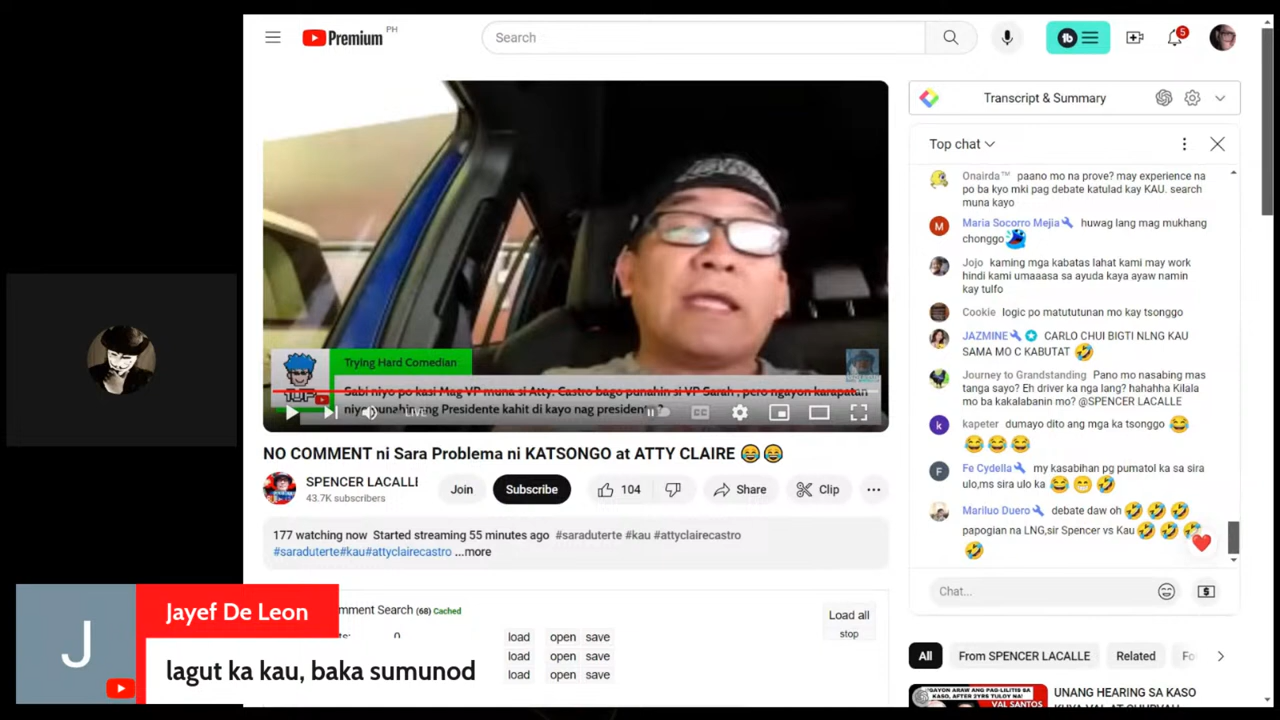 Premium PH
Search
5
Trying Hard Comedian
Sabi niyo po kasi Mag VP muna si Atty. Castro bago punahin si VP Sarah , pero ngayon karapatan
niyo punahin ang Presidente kahit di kayo nag president ?
NO COMMENT ni Sara Problema ni KATSONGO at ATTY CLAIRE 😂😂
SPENCER LACALLI
43.7K subscribers
Join
Subscribe
104
Share
Clip
177 watching now Started streaming 55 minutes ago #saraduterte #kau #attyclairecastro
#saraduterte#kau#attyclairecastro ...more
mment Search (68) Cached
0
Load all
stop
load open save
load open save
load open save
Transcript & Summary
Top chat
Onairda™ paano mo na prove? may experience na
po ba kyo mki pag debate katulad kay KAU. search
muna kayo
Maria Socorro Mejia huwag lang mag mukhang
chonggo
Jojo kaming mga kabatas lahat kami may work
hindi kami umaaasa sa ayuda kaya ayaw namin
kay tulfo
Cookie logic po matututunan mo kay tsonggo
JAZMINE CARLO CHUI BIGTI NLNG KAU
SAMA MO C KABUTAT 🤣
Journey to Grandstanding Pano mo nasabing mas
tanga sayo? Eh driver ka nga lang? hahahha Kilala
mo ba kakalabanin mo? @SPENCER LACALLE
kapeter dumayo dito ang mga ka tsonggo 😂
😂😂😂
Fe Cydella my kasabihan pg pumatol ka sa sira
ulo,ms sira ulo ka 😂😁🤣
Mariluo Duero debate daw oh 🤣🤣🤣
papogian na LNG,sir Spencer vs Kau 🤣🤣🤣
🤣
Chat...
All
From SPENCER LACALLE
Related
Fo
UNANG HEARING SA KASO
VAL SANTOS
Jayef De Leon
J
lagut ka kau, baka sumunod